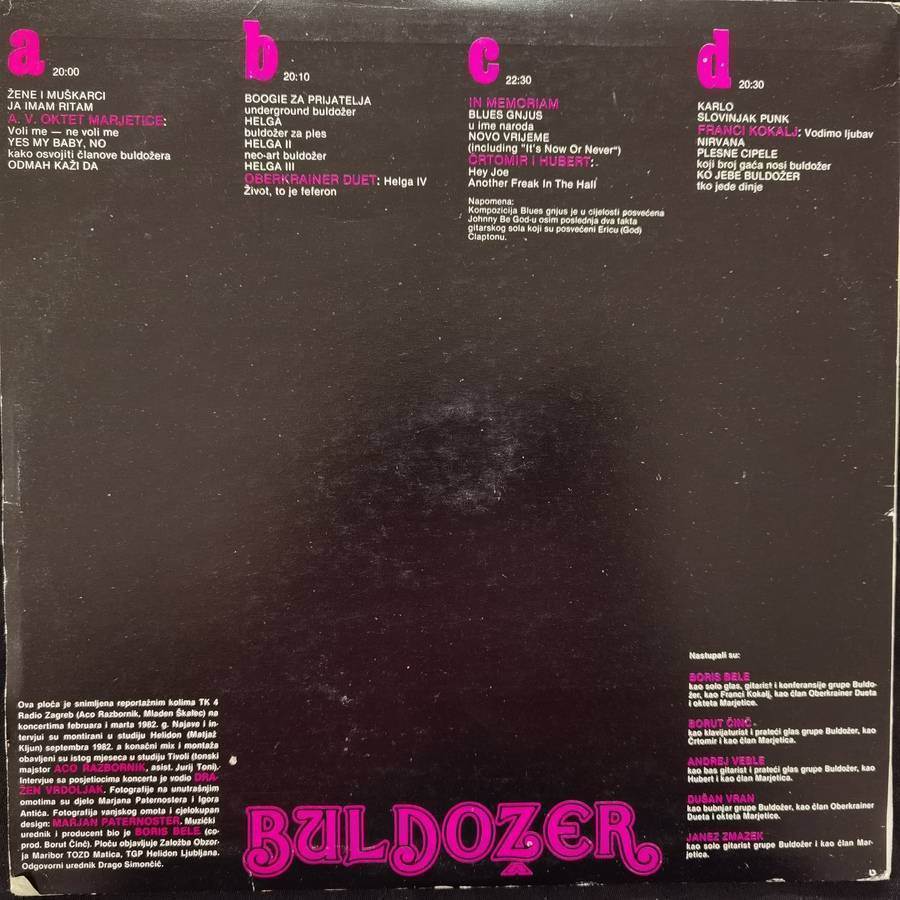 a 20:00
ŽENE I MUŠKARCI
JA IMAM RITAM
A. V. OKTET MARJETICE:
Voli me — ne voli me
YES MY BABY, NO
kako osvojiti članove buldožera
ODMAH KAŽI DA
b 20:10
BOOGIE ZA PRIJATELJA
underground buldožer
HELGA
buldožer za ples
HELGA II
neo-art buldožer
HELGA III
OBERKRAINER DUET: Helga IV
Život, to je feferon
c 22:30
IN MEMORIAM
BLUES GNJUS
u ime naroda
NOVO VRIJEME
(including "It's Now Or Never")
ČRTOMIR I HUBERT:
Hey Joe
Another Freak In The Hall
Napomena:
Kompozicija Blues gnjus je u cijelosti posvećena
Johnny Be God-u osim poslednja dva takta
gitarskog sola koji su posvećeni Ericu (God)
Claptonu.
d 20:30
KARLO
SLOVINJAK PUNK
FRANCI KOKALJ: Vodimo ljubav
NIRVANA
PLESNE CIPELE
koji broj gaća nosi buldožer
KO JEBE BULDOŽER
tko jede dinje
Ova ploča je snimljena reportažnim kolima TK 4
Radio Zagreb (Aco Razbornik, Mladen Škalec) na
koncertima februara i marta 1982. g. Najave i in-
tervjui su montirani u studiju Helidon (Matjaž
Kljun) septembra 1982. a konačni mix i montaža
obavljeni su istog mjeseca u studiju Tivoli (tonski
majstor ACO RAZBORNIK, asist. Jurij Toni).
Intervjue sa posjetiocima koncerta je vodio DRA-
ŽEN VRDOLJAK. Fotografije na unutrašnjim
omotima su djelo Marjana Paternostera i Igora
Antića. Fotografija vanjskog omota i cjelokupan
design: MARJAN PATERNOSTER. Muzički
urednik i producent bio je BORIS BELE (co-
prod. Borut Činč). Ploču objavljuje Založba Obzor-
ja Maribor TOZD Matica, TGP Helidon Ljubljana.
Odgovorni urednik Drago Simončič.
BULDOŽER
Nastupali su:
BORIS BELE
kao solo glas, gitarist i konferansije grupe Buldo-
žer, kao Franci Kokalj, kao član Oberkrainer Dueta
i okteta Marjetice.
BORUT ČINČ
kao klavijaturist i prateći glas grupe Buldožer, kao
Črtomir i kao član Marjetica.
ANDREJ VEBLE
kao bas gitarist i prateći glas grupe Buldožer, kao
Hubert i kao član Marjetica.
DUŠAN VRAN
kao bubnjar grupe Buldožer, kao član Oberkrainer
Dueta i okteta Marjetice.
JANEZ ZMAZEK
kao solo gitarist grupe Buldožer i kao član Mar-
jetica.